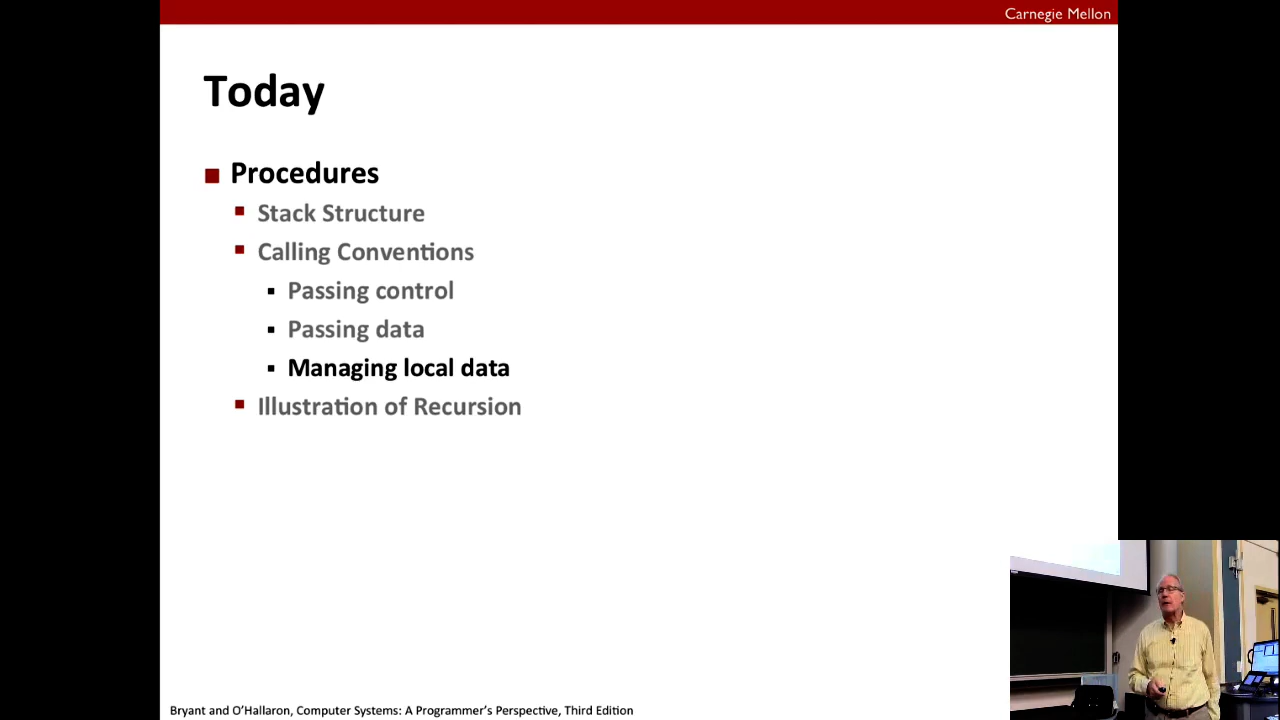 Carnegie Mellon
Today
Procedures
Stack Structure
Calling Conventions
Passing control
Passing data
Managing local data
Illustration of Recursion
Bryant and O'Hallaron, Computer Systems: A Programmer's Perspective, Third Edition